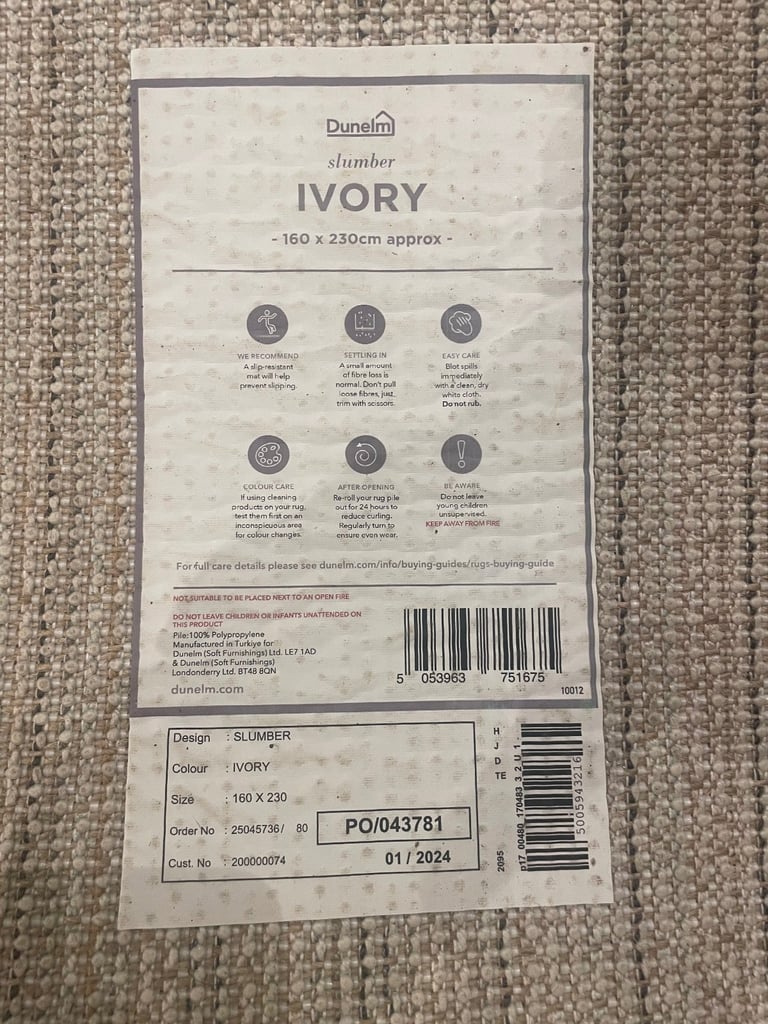 Dunelm
slumber
IVORY
- 160 x 230cm approx -
WE RECOMMEND
A slip-resistant
mat will help
prevent slipping.
SETTLING IN
A small amount
of fibre loss is
normal. Don't pull
loose fibres, just
trim with scissors.
EASY CARE
Blot spills
immediately
with a clean, dry
white cloth.
Do not rub.
COLOUR CARE
If using cleaning
products on your rug,
test them first on an
inconspicuous area
for colour changes.
AFTER OPENING
Re-roll your rug pile
out for 24 hours to
reduce curling.
Regularly turn to
ensure even wear.
BE AWARE
Do not leave
young children
unsupervised.
KEEP AWAY FROM FIRE
For full care details please see dunelm.com/info/buying-guides/rugs-buying-guide
NOT SUITABLE TO BE PLACED NEXT TO AN OPEN FIRE
DO NOT LEAVE CHILDREN OR INFANTS UNATTENDED ON
THIS PRODUCT
Pile:100% Polypropylene
Manufactured in Turkiye for
Dunelm (Soft Furnishings) Ltd. LE7 1AD
& Dunelm (Soft Furnishings)
Londonderry Ltd. BT48 8QN
dunelm.com
5 053963 751675
10012
Design : SLUMBER
Colour : IVORY
Size : 160 X 230
Order No : 25045736/ 80
PO/043781
Cust. No : 200000074
01 / 2024
H
J
D
TE
2095
p17 00480 170483 3_2 U 1
5005943216